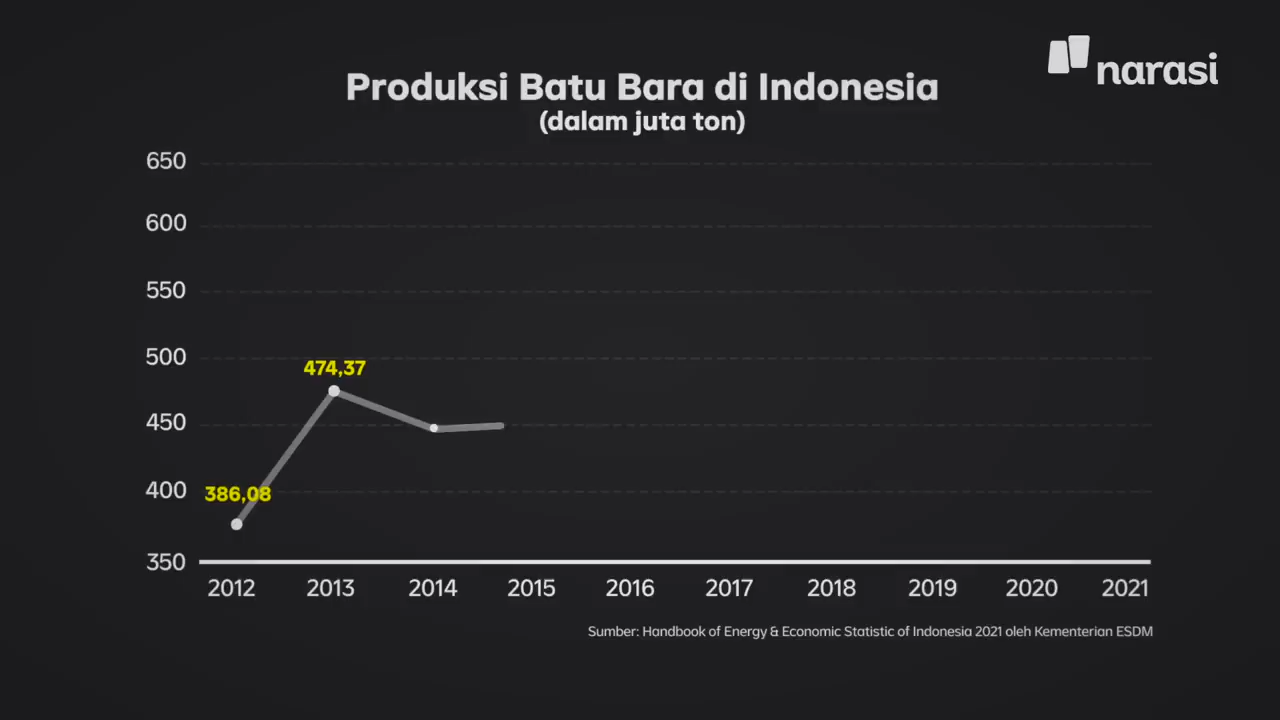 narasi
Produksi Batu Bara di Indonesia
(dalam juta ton)
650
600
550
500
474,37
450
400
386,08
350
2012 2013 2014 2015 2016 2017 2018 2019 2020 2021
Sumber: Handbook of Energy & Economic Statistic of Indonesia 2021 oleh Kementerian ESDM